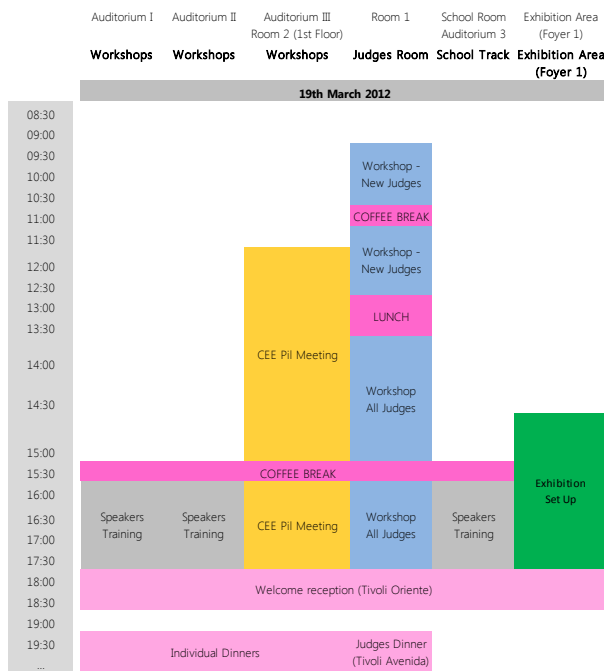 Auditorium I
Auditorium II
Auditorium III
Room 2 (1st Floor)
Room 1
School Room
Auditorium 3
Exhibition Area
(Foyer 1)
Workshops
Workshops
Workshops
Judges Room
School Track
Exhibition Area
(Foyer 1)
19th March 2012
08:30
09:00
09:30
10:00
10:30
11:00
11:30
12:00
12:30
13:00
13:30
14:00
14:30
15:00
15:30
16:00
16:30
17:00
17:30
18:00
18:30
19:00
19:30
...
Workshop -
New Judges
COFFEE BREAK
Workshop -
New Judges
LUNCH
CEE Pil Meeting
Workshop
All Judges
COFFEE BREAK
Exhibition
Set Up
Speakers
Training
Speakers
Training
CEE Pil Meeting
Workshop
All Judges
Speakers
Training
Welcome reception (Tivoli Oriente)
Individual Dinners
Judges Dinner
(Tivoli Avenida)